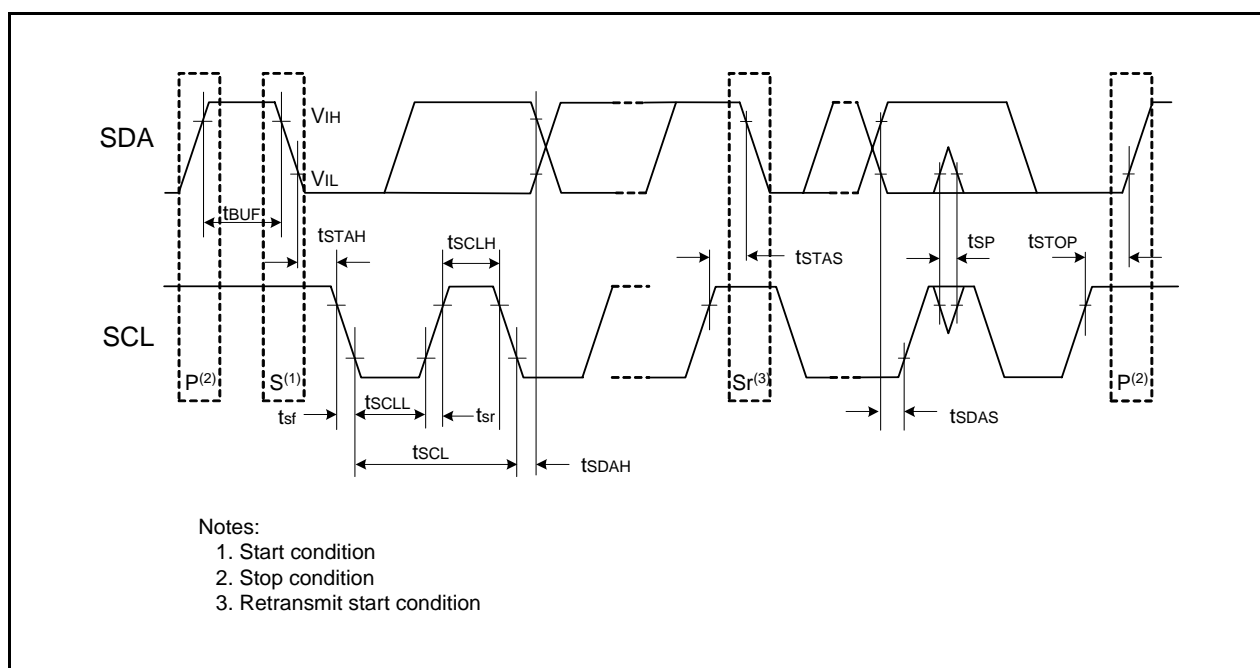 SDA
VIH
VIL
tBUF
tSTAH
tSCLH
tSTAS
tSP
tSTOP
SCL
P(2)
S(1)
Sr(3)
P(2)
tsf
tSCLL
tsr
tSDAS
tSCL
tSDAH
Notes:
1. Start condition
2. Stop condition
3. Retransmit start condition